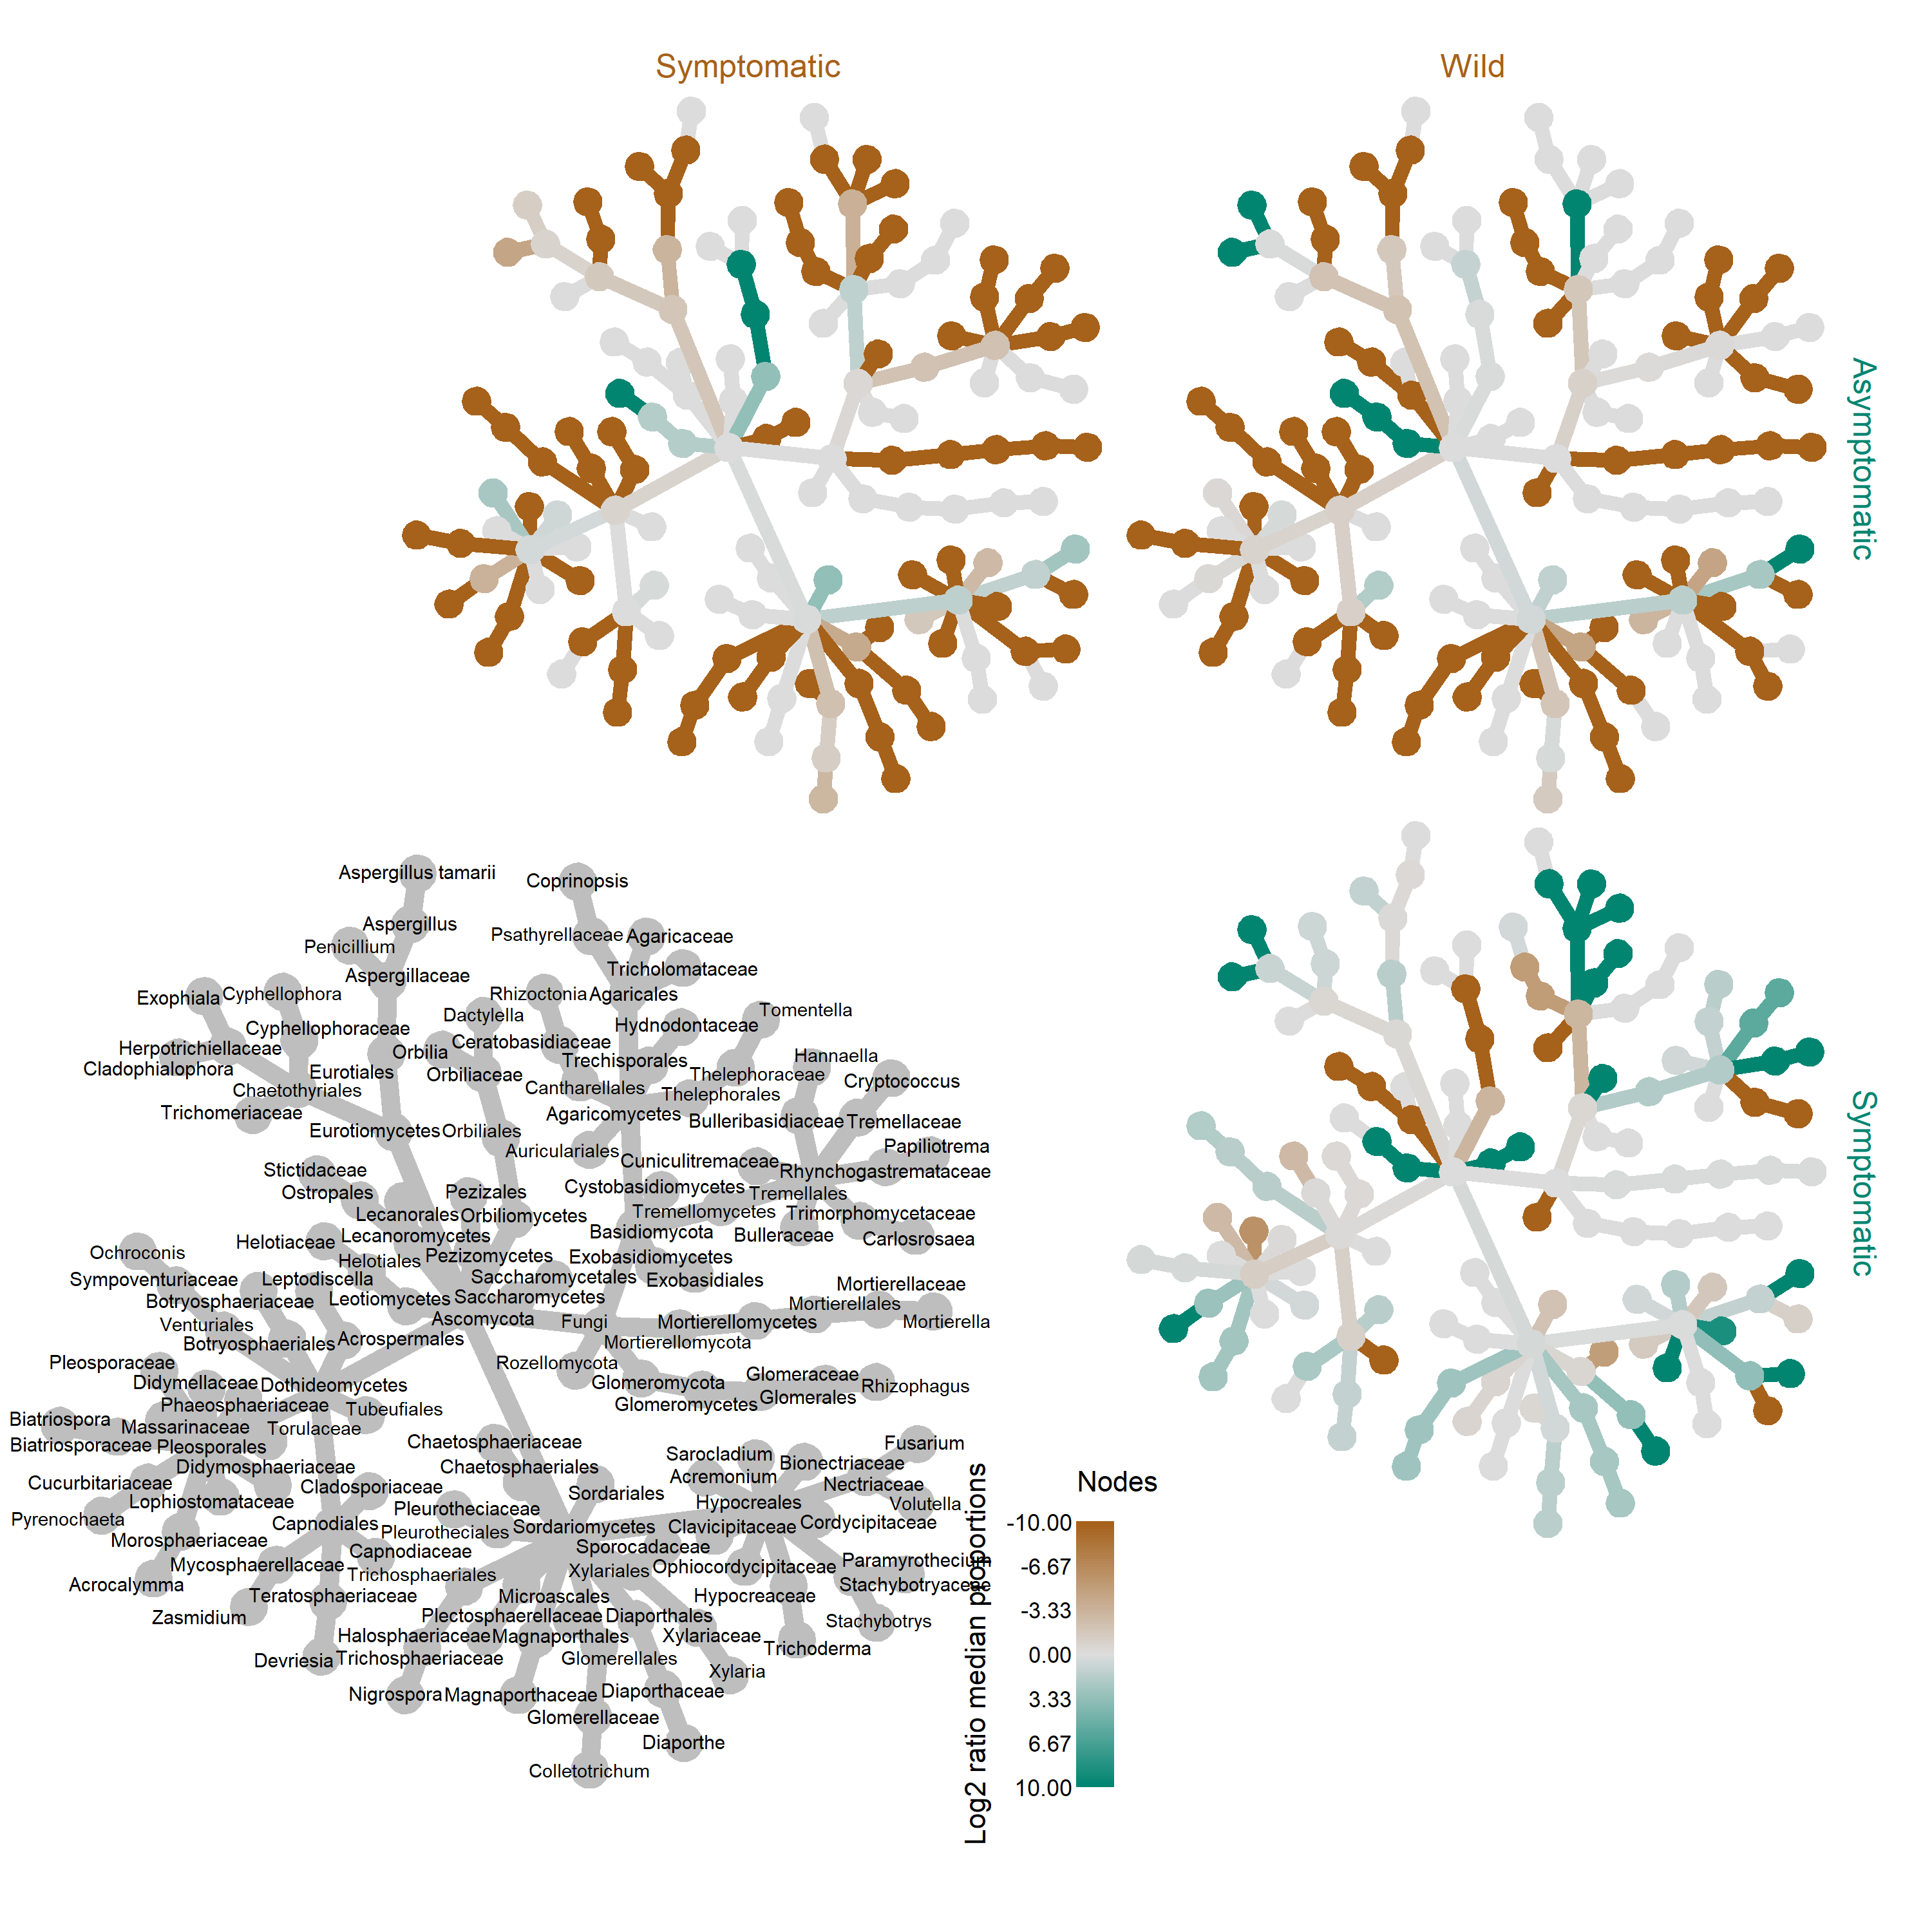 Symptomatic
Wild
Asymptomatic
Symptomatic
Aspergillus tamarii
Coprinopsis
Aspergillus
Psathyrellaceae
Agaricaceae
Penicillium
Tricholomataceae
Aspergillaceae
Exophiala
Cyphellophora
Rhizoctonia
Agaricales
Tomentella
Dactylella
Cyphellophoraceae
Hydnodontaceae
Ceratobasidiaceae
Herpotrichiellaceae
Orbilia
Trechisporales
Hannaella
Cladophialophora
Eurotiales
Orbiliaceae
Thelephoraceae
Cryptococcus
Chaetothyriales
Cantharellales
Thelephorales
Trichomeriaceae
Agaricomycetes
Bulleribasidiaceae
Tremellaceae
Eurotiomycetes
Orbiliales
Papiliotrema
Auriculariales
Cuniculitremaceae
Stictidaceae
Rhynchogastremataceae
Ostropales
Pezizales
Cystobasidiomycetes
Tremellales
Lecanorales
Orbiliomycetes
Tremellomycetes
Trimorphomycetaceae
Helotiaceae
Lecanoromycetes
Basidiomycota
Bulleraceae
Carlosrosaea
Ochroconis
Helotiales
Pezizomycetes
Exobasidiomycetes
Sympoventuriaceae
Leptodiscella
Saccharomycetales
Exobasidiales
Mortierellaceae
Botryosphaeriaceae
Leotiomycetes
Saccharomycetes
Mortierellales
Venturiales
Ascomycota
Fungi
Mortierellomycetes
Mortierella
Botryosphaeriales
Acrospermales
Mortierellomycota
Pleosporaceae
Rozellomycota
Didymellaceae
Dothideomycetes
Glomeromycota
Glomeraceae
Rhizophagus
Phaeosphaeriaceae
Tubeufiales
Glomeromycetes
Glomerales
Biatriospora
Massarinaceae
Torulaceae
Biatriosporaceae
Pleosporales
Chaetosphaeriaceae
Sarocladium
Fusarium
Didymosphaeriaceae
Chaetosphaeriales
Acremonium
Bionectriaceae
Cucurbitariaceae
Cladosporiaceae
Sordariales
Nectriaceae
Lophiostomataceae
Pleurotheciaceae
Hypocreales
Volutella
Pyrenochaeta
Capnodiales
Pleurotheciales
Sordariomycetes
Clavicipitaceae
Cordycipitaceae
Morosphaeriaceae
Capnodiaceae
Sporocadaceae
Mycosphaerellaceae
Trichosphaeriales
Xylariales
Ophiocordycipitaceae
Paramyrothecium
Acrocalymma
Teratosphaeriaceae
Microascales
Hypocreaceae
Stachybotryaceae
Zasmidium
Plectosphaerellaceae
Diaporthales
Stachybotrys
Halosphaeriaceae
Magnaporthales
Xylariaceae
Trichoderma
Devriesia
Trichosphaeriaceae
Glomerellales
Xylaria
Nigrospora
Magnaporthaceae
Diaporthaceae
Glomerellaceae
Diaporthe
Colletotrichum
Log2 ratio median proportions
Nodes
-10.00
-6.67
-3.33
0.00
3.33
6.67
10.00